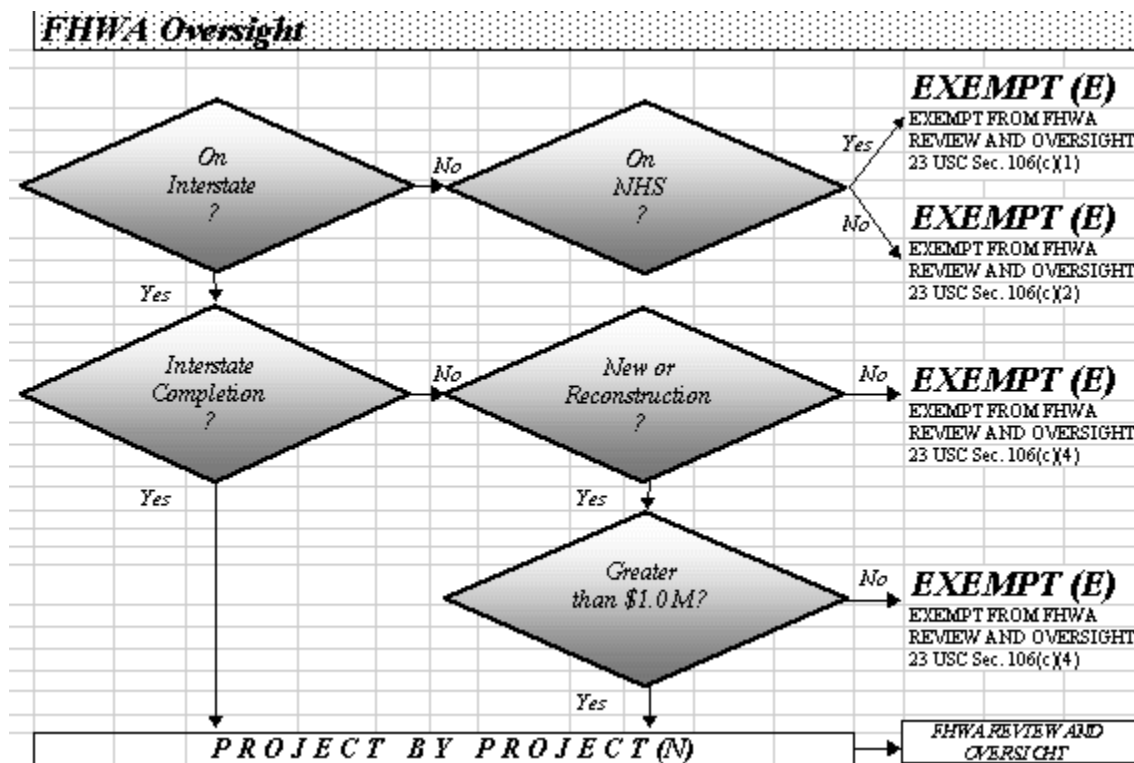 FHWA Oversight
On
Interstate
?
No
On
NHS
?
Yes
EXEMPT (E)
EXEMPT FROM FHWA
REVIEW AND OVERSIGHT
23 USC Sec. 106(c)(1)
No
EXEMPT (E)
EXEMPT FROM FHWA
REVIEW AND OVERSIGHT
23 USC Sec. 106(c)(2)
Yes
Interstate
Completion
?
No
New or
Reconstruction
?
No
EXEMPT (E)
EXEMPT FROM FHWA
REVIEW AND OVERSIGHT
23 USC Sec. 106(c)(4)
Yes
Yes
Greater
than $1.0 M?
No
EXEMPT (E)
EXEMPT FROM FHWA
REVIEW AND OVERSIGHT
23 USC Sec. 106(c)(4)
Yes
PROJECT BY PROJECT (N)
FHWA REVIEW AND
OVERSIGHT